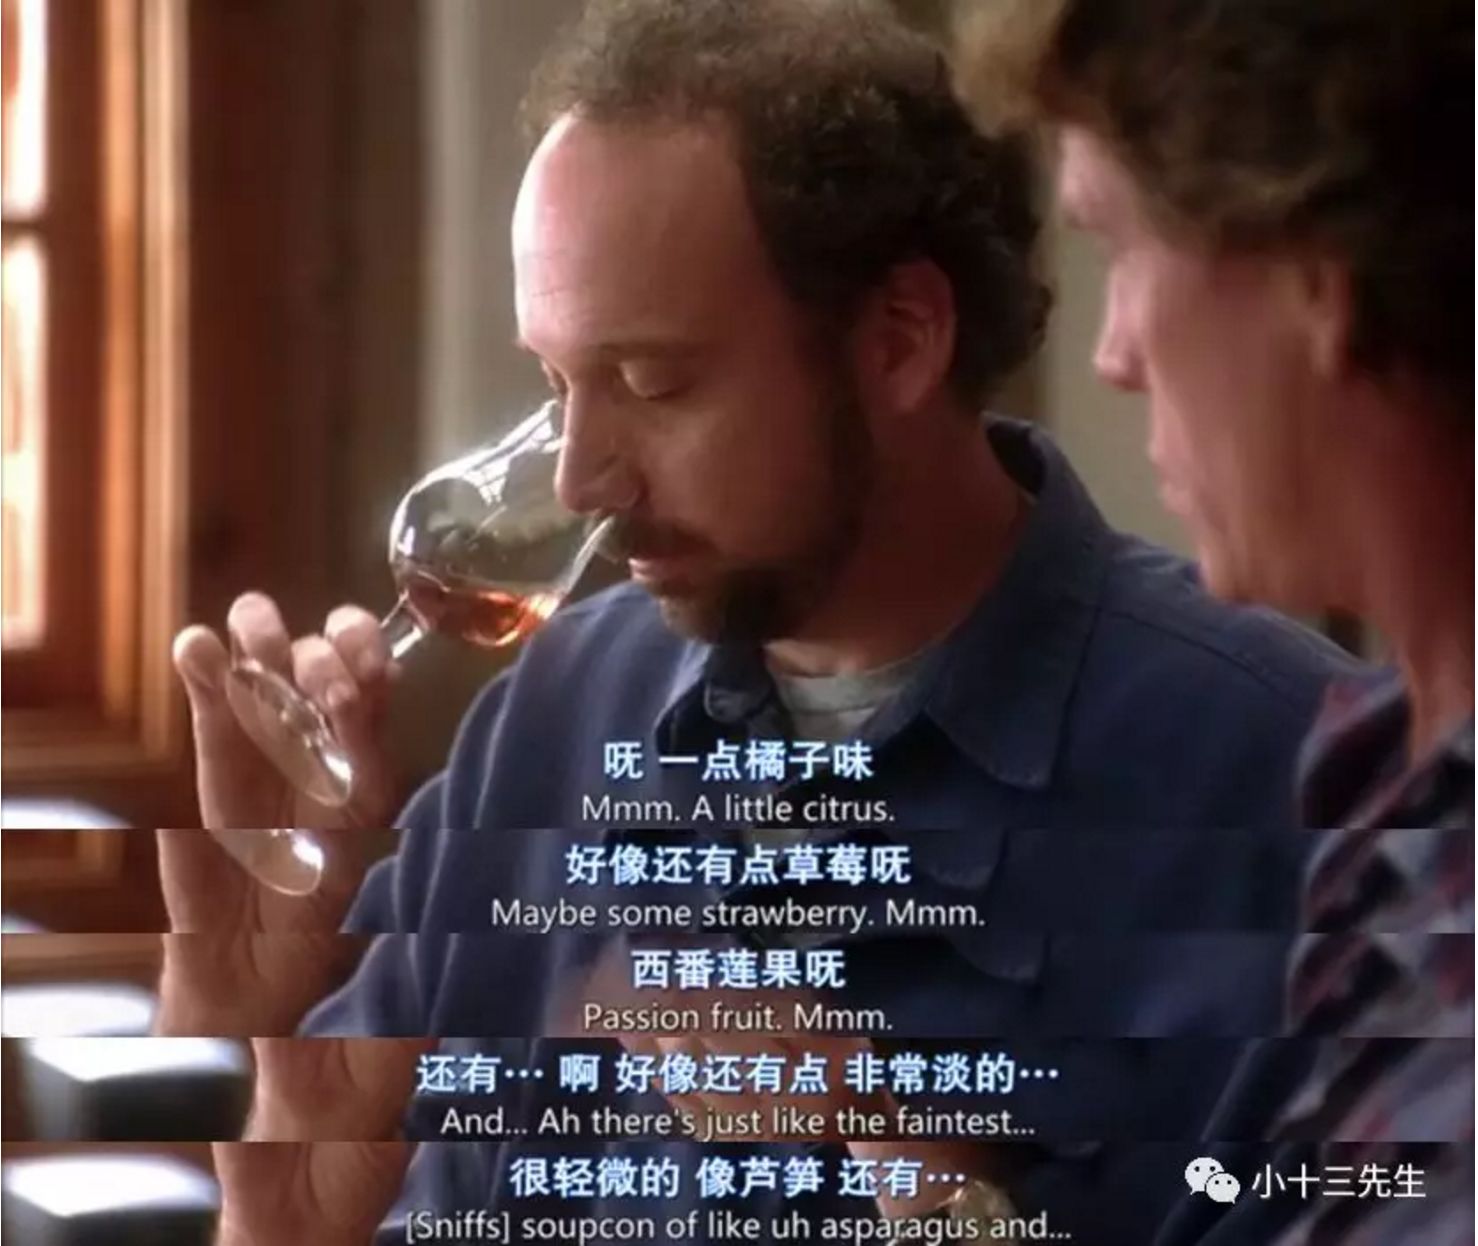 呒 一点橘子味
Mmm. A little citrus.
好像还有点草莓呒
Maybe some strawberry. Mmm.
西番莲果呒
Passion fruit. Mmm.
还有… 啊 好像还有点 非常淡的…
And... Ah there's just like the faintest...
很轻微的 像芦笋 还有…
[Sniffs] soupcon of like uh asparagus and...
小十三先生